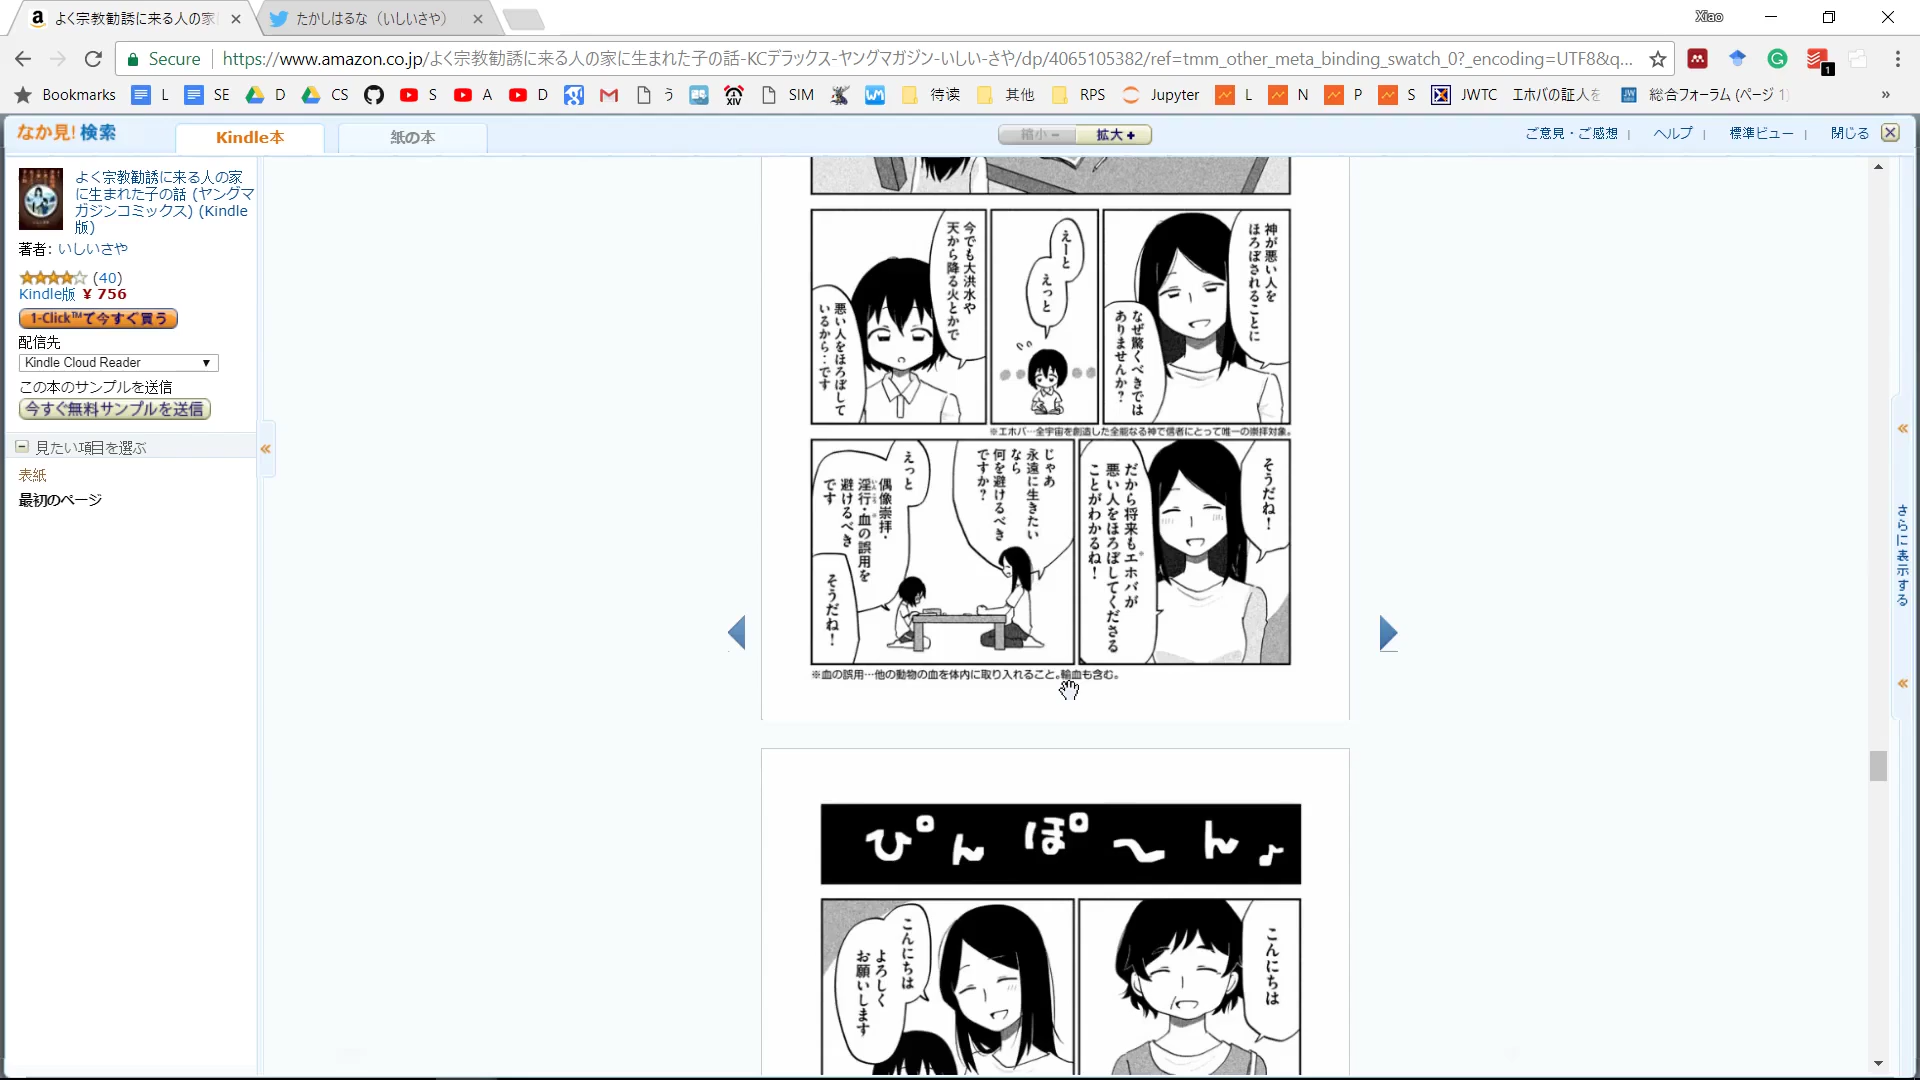 よく宗教勧誘に来る人の家
たかしはるな（いしいさや）
Xiao
Secure
https://www.amazon.co.jp/よく宗教勧誘に来る人の家に生まれた子の話-KCデラックス-ヤングマガジン-いしい-さや/dp/4065105382/ref=tmm_other_meta_binding_swatch_0?_encoding=UTF8&q...
1
Bookmarks L SE D CS S A D う XIV SIM 待读 其他 RPS Jupyter L N P S JWTC エホバの証人を 総合フォーラム (ページ 1)
なか見!検索
Kindle本
紙の本
縮小 －
拡大 +
ご意見・ご感想 |
ヘルプ |
標準ビュー |
閉じる
よく宗教勧誘に来る人の家
に生まれた子の話 (ヤングマ
ガジンコミックス) (Kindle
版)
著者: いしいさや
(40)
Kindle版 ¥ 756
1-Click™で今すぐ買う
配信先
Kindle Cloud Reader
この本のサンプルを送信
今すぐ無料サンプルを送信
見たい項目を選ぶ
表紙
最初のページ
神が悪い人を
ほろぼされることに
なぜ驚くべきでは
ありませんか?
えーと
えっと
今でも大洪水や
天から降る火とかで
悪い人をほろぼして
いるから…です
※エホバ…全宇宙を創造した全能なる神で信者にとって唯一の崇拝対象。
そうだね!
だから将来もエホバが
悪い人をほろぼしてくださる
ことがわかるね!
じゃあ
永遠に生きたい
なら
何を避けるべき
ですか?
えっと
偶像崇拝・
淫行・血の誤用を
避けるべき
です
そうだね!
※血の誤用…他の動物の血を体内に取り入れること。輸血も含む。
ぴんぽ〜ん♪
こんにちは
こんにちは
よろしく
お願いします
さらに表示する